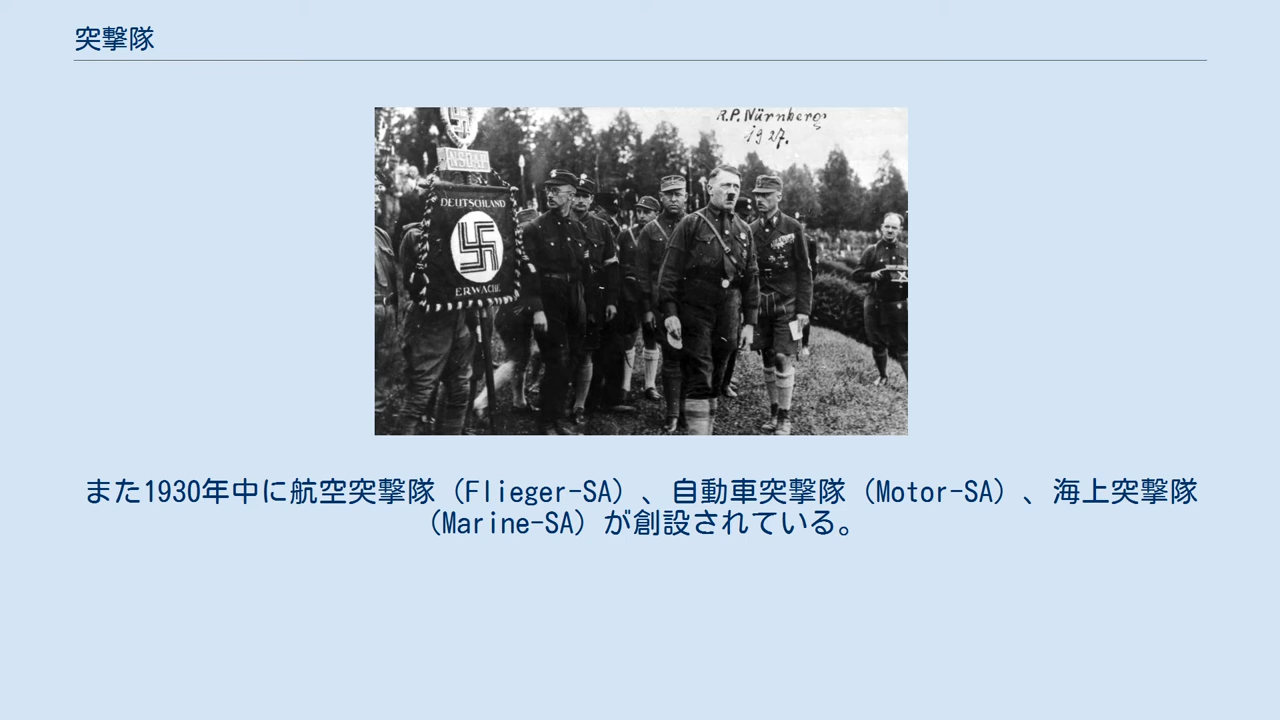 突撃隊
R.P. Nürnberg
1927.
NSDAP
DEUTSCHLAND
ERWACHE
また1930年中に航空突撃隊（Flieger-SA）、自動車突撃隊（Motor-SA）、海上突撃隊
（Marine-SA）が創設されている。